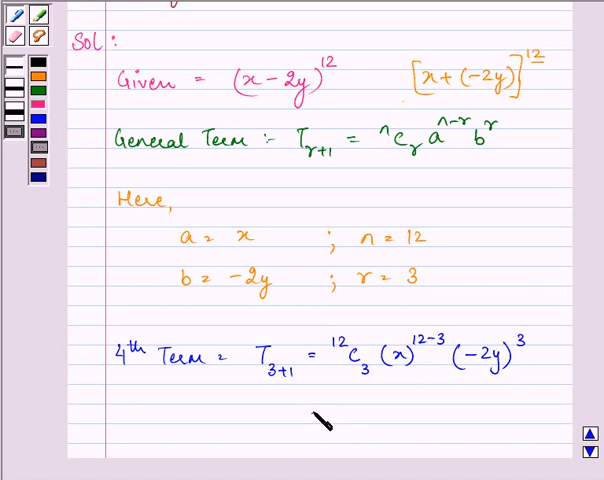 Sol :
Given = (x - 2y)^12 [x + (-2y)]^12
General Term :- T_{r+1} = ^nC_r a^{n-r} b^r
Here,
a = x ; n = 12
b = -2y ; r = 3
4th Term = T_{3+1} = ^12C_3 (x)^{12-3} (-2y)^3